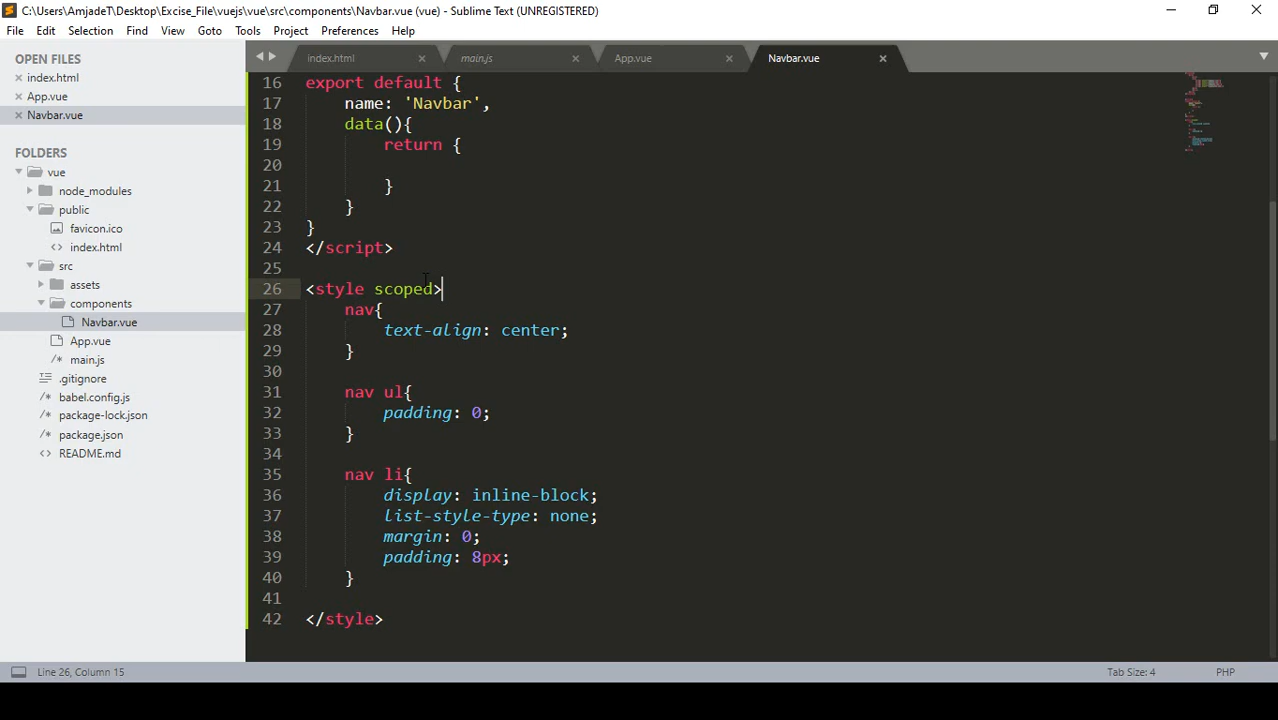 C:\Users\AmjadeT\Desktop\Excise_File\vuejs\vue\src\components\Navbar.vue (vue) - Sublime Text (UNREGISTERED)
File Edit Selection Find View Goto Tools Project Preferences Help
OPEN FILES
index.html
App.vue
Navbar.vue
FOLDERS
vue
node_modules
public
favicon.ico
index.html
src
assets
components
Navbar.vue
App.vue
main.js
.gitignore
babel.config.js
package-lock.json
package.json
README.md
index.html main.js App.vue Navbar.vue
16 export default {
17 name: 'Navbar',
18 data(){
19 return {
20
21 }
22 }
23 }
24 </script>
25
26 <style scoped>
27 nav{
28 text-align: center;
29 }
30
31 nav ul{
32 padding: 0;
33 }
34
35 nav li{
36 display: inline-block;
37 list-style-type: none;
38 margin: 0;
39 padding: 8px;
40 }
41
42 </style>
Line 26, Column 15 Tab Size: 4 PHP